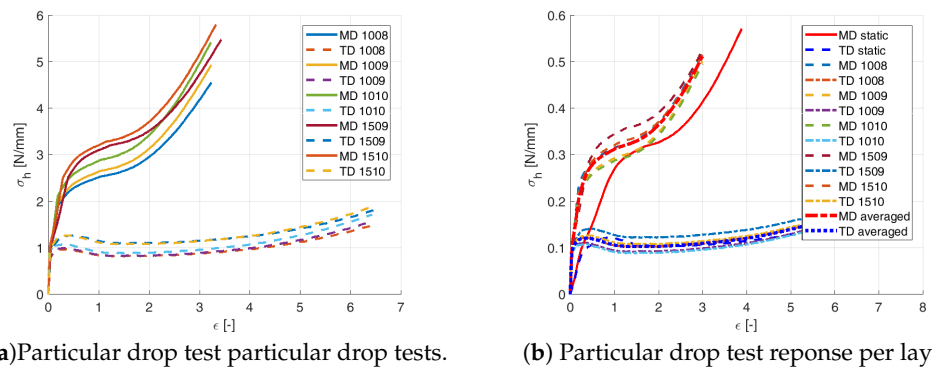 6
5
4
3
2
1
0
σh [N/mm]
0 1 2 3 4 5 6 7
ϵ [-]
MD 1008
TD 1008
MD 1009
TD 1009
MD 1010
TD 1010
MD 1509
TD 1509
MD 1510
TD 1510
0.6
0.5
0.4
0.3
0.2
0.1
0
σh [N/mm]
0 1 2 3 4 5 6 7 8
ϵ [-]
MD static
TD static
MD 1008
TD 1008
MD 1009
TD 1009
MD 1010
TD 1010
MD 1509
TD 1509
MD 1510
TD 1510
MD averaged
TD averaged
a)Particular drop test particular drop tests.
(b) Particular drop test reponse per lay